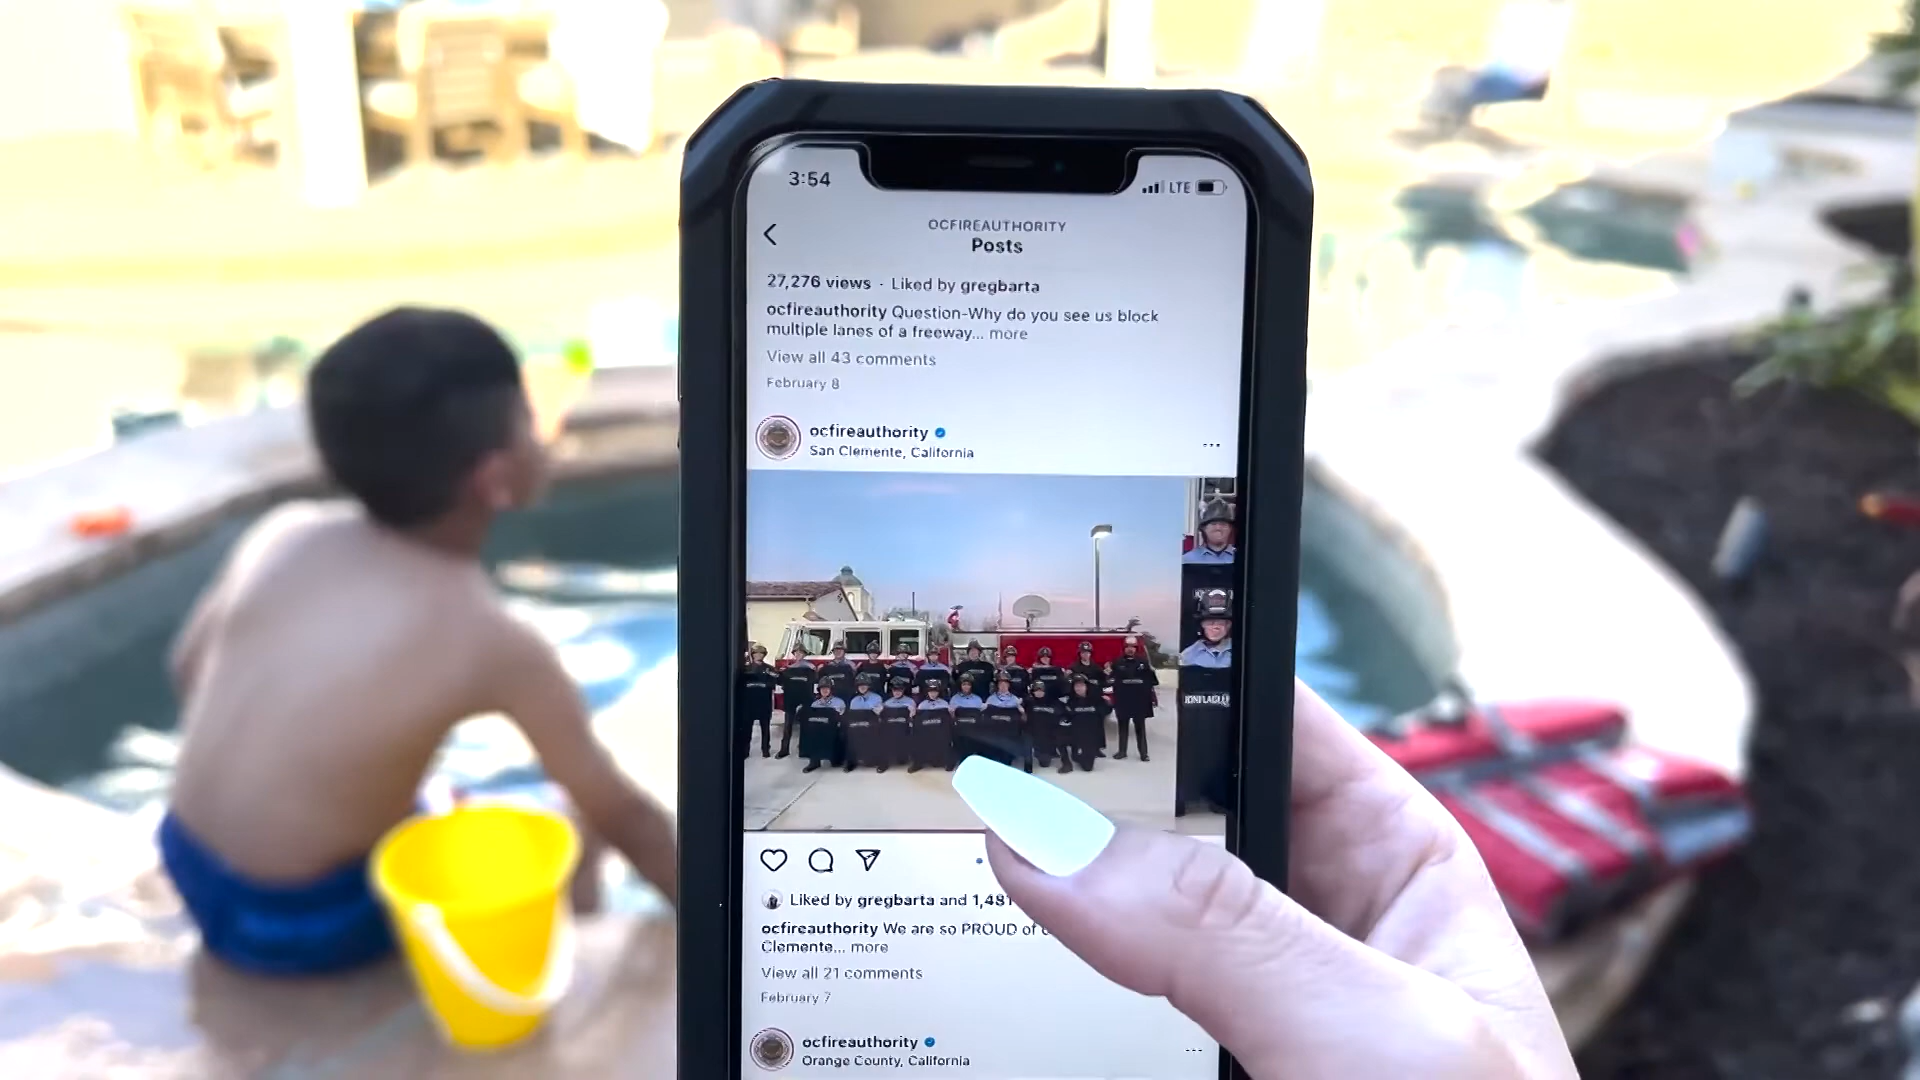 3:54
LTE
OCFIREAUTHORITY
Posts
27,276 views · Liked by gregbarta
ocfireauthority Question-Why do you see us block
multiple lanes of a freeway... more
View all 43 comments
February 8
ocfireauthority
San Clemente, California
Liked by gregbarta and 1,481
ocfireauthority We are so PROUD of
Clemente... more
View all 21 comments
February 7
ocfireauthority
Orange County, California